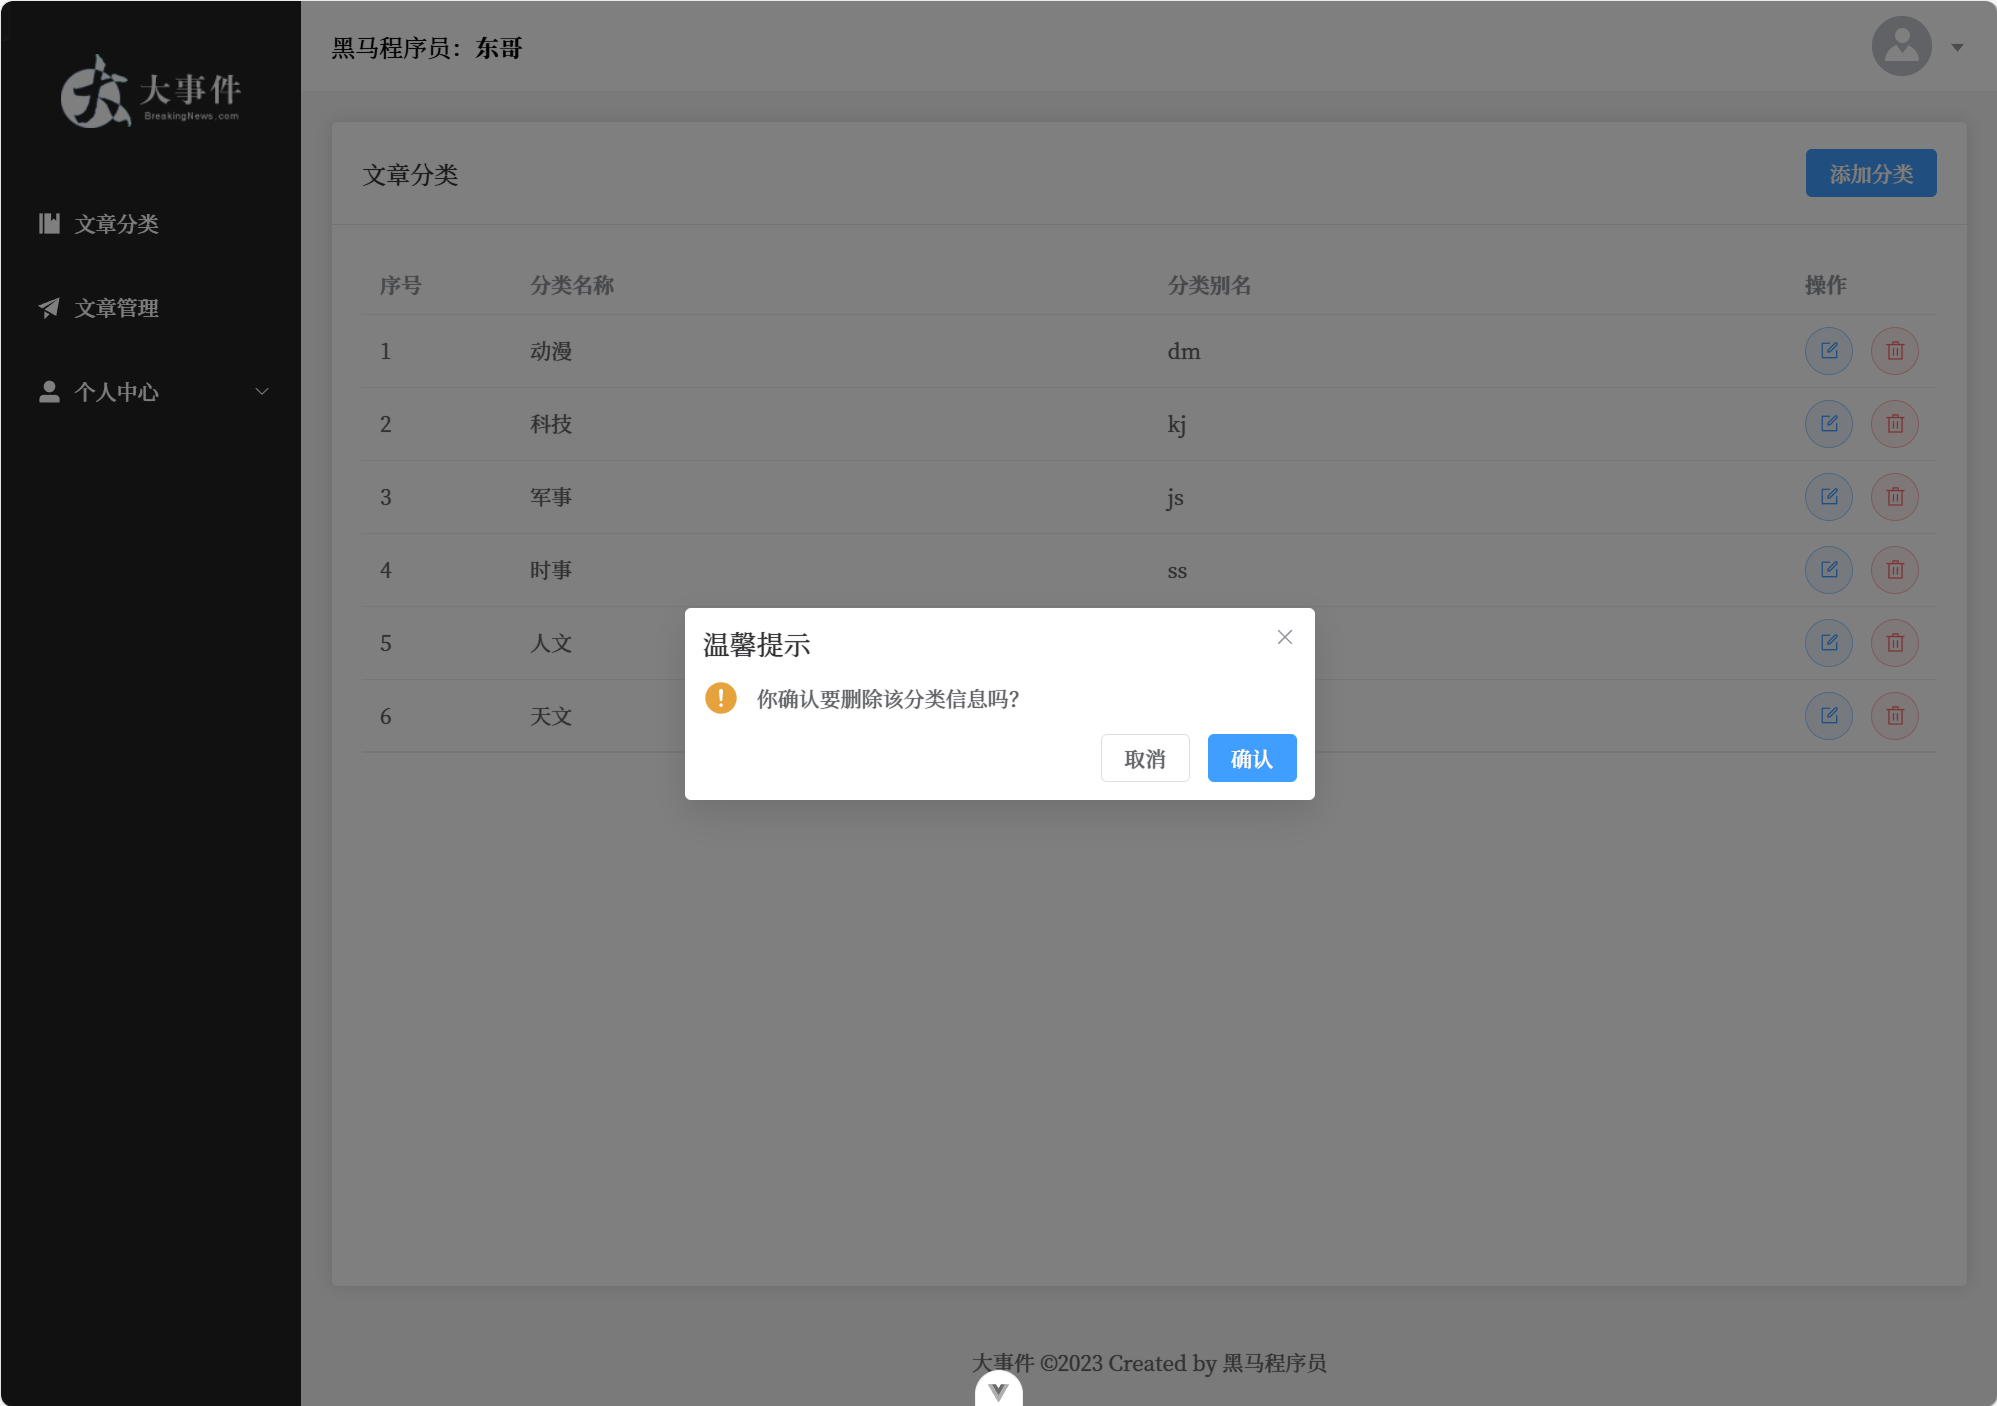 大事件
BreakingNews.com
文章分类
文章管理
个人中心
黑马程序员：东哥
文章分类
添加分类
序号 分类名称 分类别名 操作
1 动漫 dm
2 科技 kj
3 军事 js
4 时事 ss
5 人文
6 天文
温馨提示
你确认要删除该分类信息吗?
取消 确认
大事件 ©2023 Created by 黑马程序员